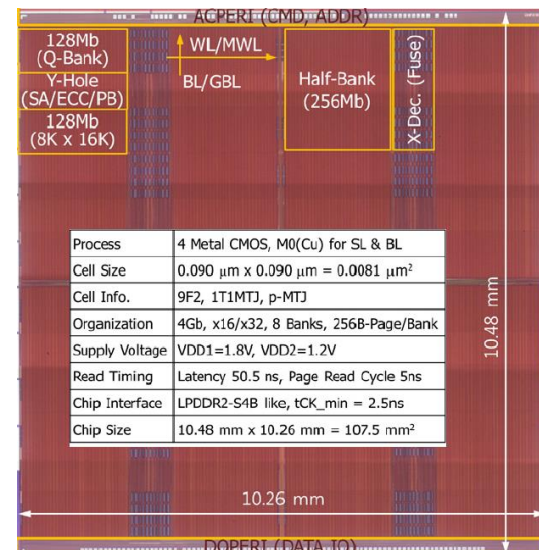 ACPERI (CMD, ADDR)
128Mb
(Q-Bank)
Y-Hole
(SA/ECC/PB)
128Mb
(8K x 16K)
WL/MWL
BL/GBL
Half-Bank
(256Mb)
X-Dec. (Fuse)
Process 4 Metal CMOS, M0(Cu) for SL & BL
Cell Size 0.090 μm x 0.090 μm = 0.0081 μm²
Cell Info. 9F2, 1T1MTJ, p-MTJ
Organization 4Gb, x16/x32, 8 Banks, 256B-Page/Bank
Supply Voltage VDD1=1.8V, VDD2=1.2V
Read Timing Latency 50.5 ns, Page Read Cycle 5ns
Chip Interface LPDDR2-S4B like, tCK_min = 2.5ns
Chip Size 10.48 mm x 10.26 mm = 107.5 mm²
10.48 mm
10.26 mm
DQPERI (DATA IO)